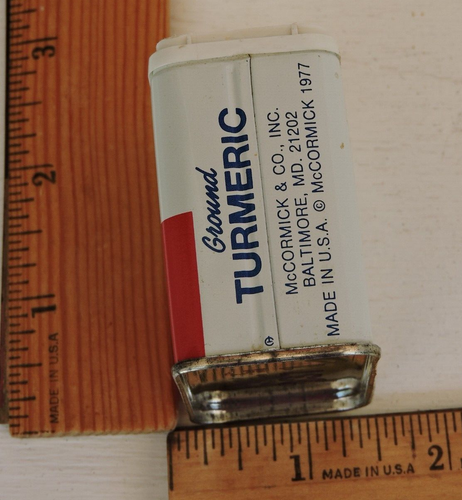 Ground
TURMERIC
McCORMICK & CO., INC.
BALTIMORE, MD. 21202
MADE IN U.S.A. © McCORMICK 1977
3
2
1
MADE IN U.S.A
1
MADE IN U.S.A
2